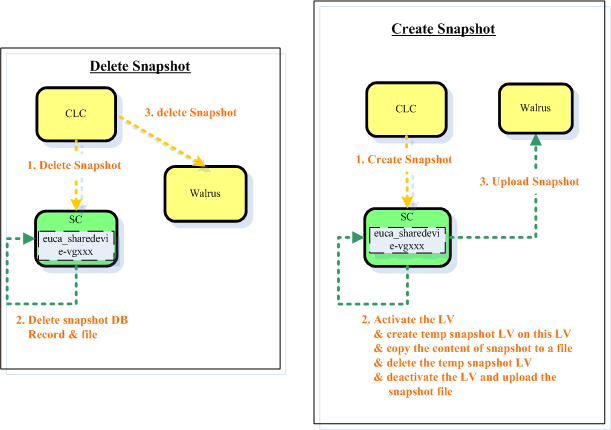 Delete Snapshot
CLC
3. delete Snapshot
1. Delete Snapshot
Walrus
SC
euca_sharedevi
e-vgxxx
2. Delete snapshot DB
Record & file
Create Snapshot
CLC
Walrus
1. Create Snapshot
3. Upload Snapshot
SC
euca_sharedevi
e-vgxxx
2. Activate the LV
& create temp snapshot LV on this LV
& copy the content of snapshot to a file
& delete the temp snapshot LV
& deactivate the LV and upload the
snapshot file